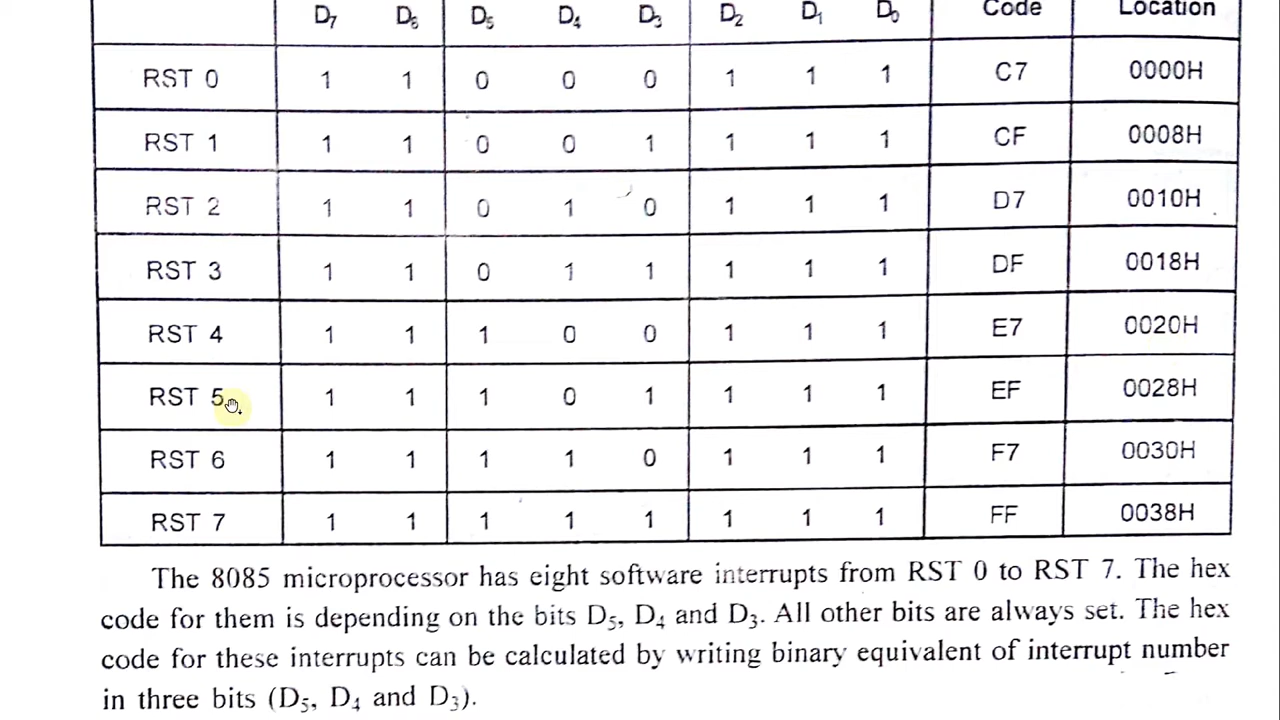 D7 D6 D5 D4 D3 D2 D1 D0 Code Location
RST 0 1 1 0 0 0 1 1 1 C7 0000H
RST 1 1 1 0 0 1 1 1 1 CF 0008H
RST 2 1 1 0 1 0 1 1 1 D7 0010H
RST 3 1 1 0 1 1 1 1 1 DF 0018H
RST 4 1 1 1 0 0 1 1 1 E7 0020H
RST 5 1 1 1 0 1 1 1 1 EF 0028H
RST 6 1 1 1 1 0 1 1 1 F7 0030H
RST 7 1 1 1 1 1 1 1 1 FF 0038H
The 8085 microprocessor has eight software interrupts from RST 0 to RST 7. The hex
code for them is depending on the bits D5, D4 and D3. All other bits are always set. The hex
code for these interrupts can be calculated by writing binary equivalent of interrupt number
in three bits (D5, D4 and D3).